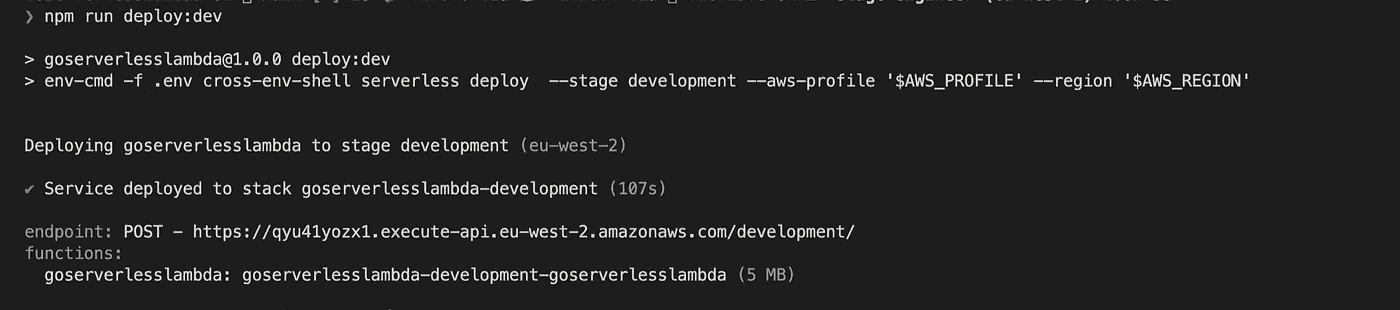 ❯ npm run deploy:dev
> goserverlesslambda@1.0.0 deploy:dev
> env-cmd -f .env cross-env-shell serverless deploy  --stage development --aws-profile '$AWS_PROFILE' --region '$AWS_REGION'
Deploying goserverlesslambda to stage development (eu-west-2)
✔ Service deployed to stack goserverlesslambda-development (107s)
endpoint: POST - https://qyu41yozx1.execute-api.eu-west-2.amazonaws.com/development/
functions:
  goserverlesslambda: goserverlesslambda-development-goserverlesslambda (5 MB)